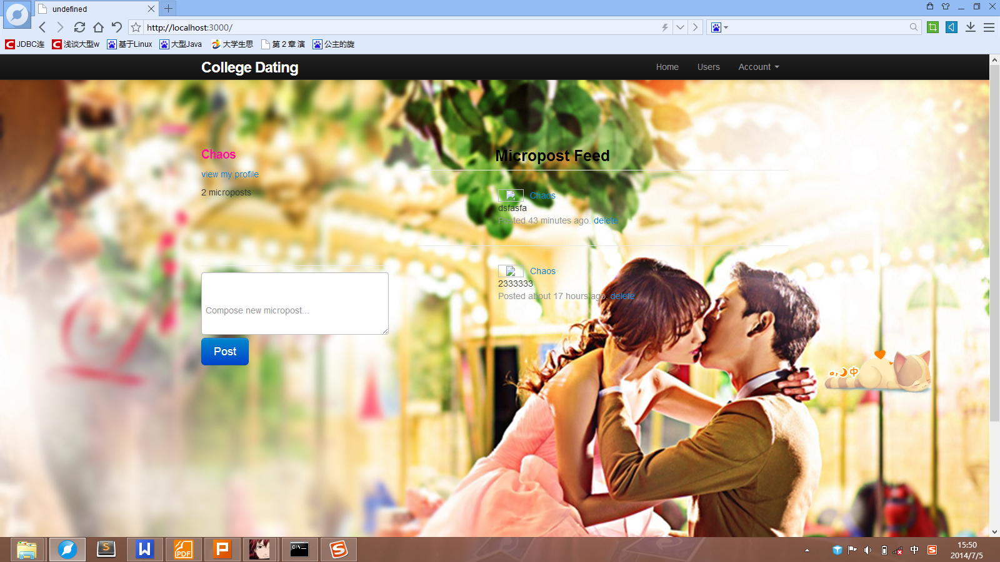 undefined
http://localhost:3000/
JDBC连
浅谈大型w
基于Linux
大型Java
大学生思
第 2 章 演
公主的旋
College Dating
Home
Users
Account
Chaos
view my profile
2 microposts
Compose new micropost...
Post
Micropost Feed
Chaos
dsfasfa
Posted 43 minutes ago. delete
Chaos
2333333
Posted about 17 hours ago. delete
中
S
W
PDF
P
C:\_
S
中
S
15:50
2014/7/5